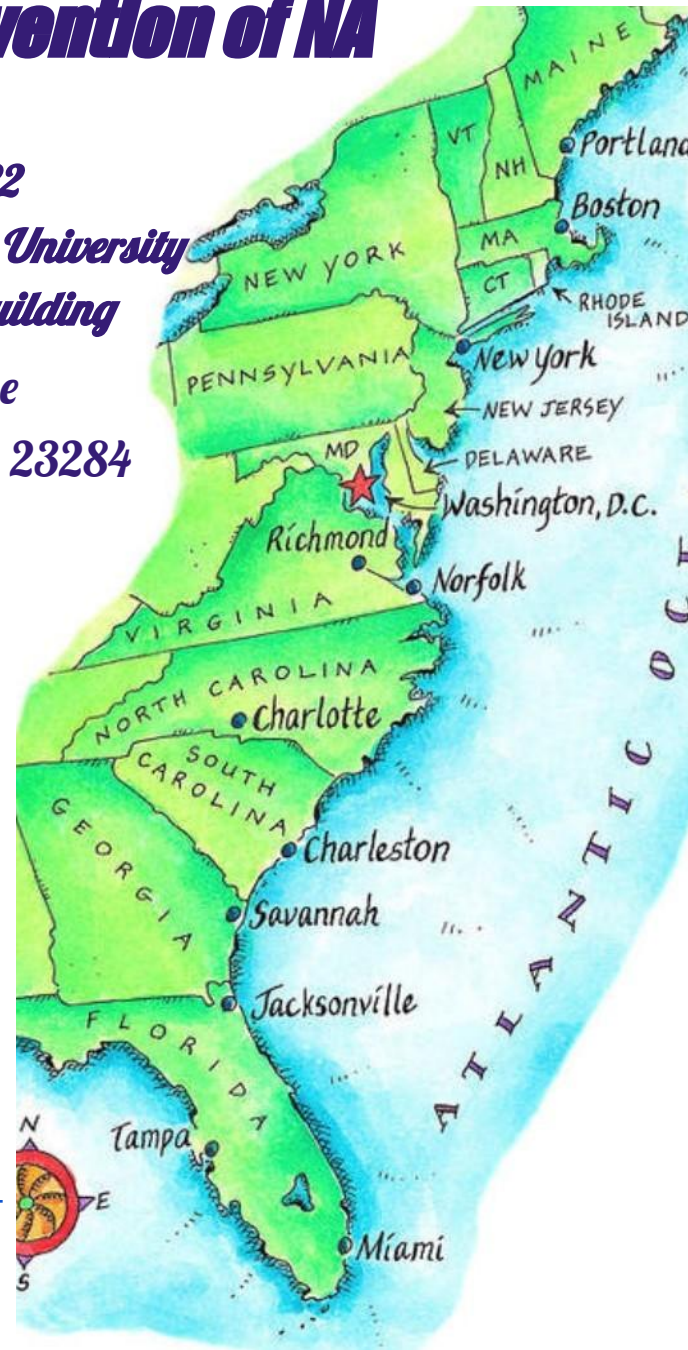 vention of NA
22
University
uilding
e
23284
MAINE
VT
NH
Portland
Boston
MA
NEW YORK
CT
RHODE
ISLAND
New York
PENNSYLVANIA
NEW JERSEY
MD
DELAWARE
Washington, D.C.
Richmond
Norfolk
VIRGINIA
NORTH CAROLINA
Charlotte
SOUTH
CAROLINA
GEORGIA
Charleston
Savannah
Jacksonville
FLORIDA
ATLANTIC OCE
N
Tampa
E
S
Miami